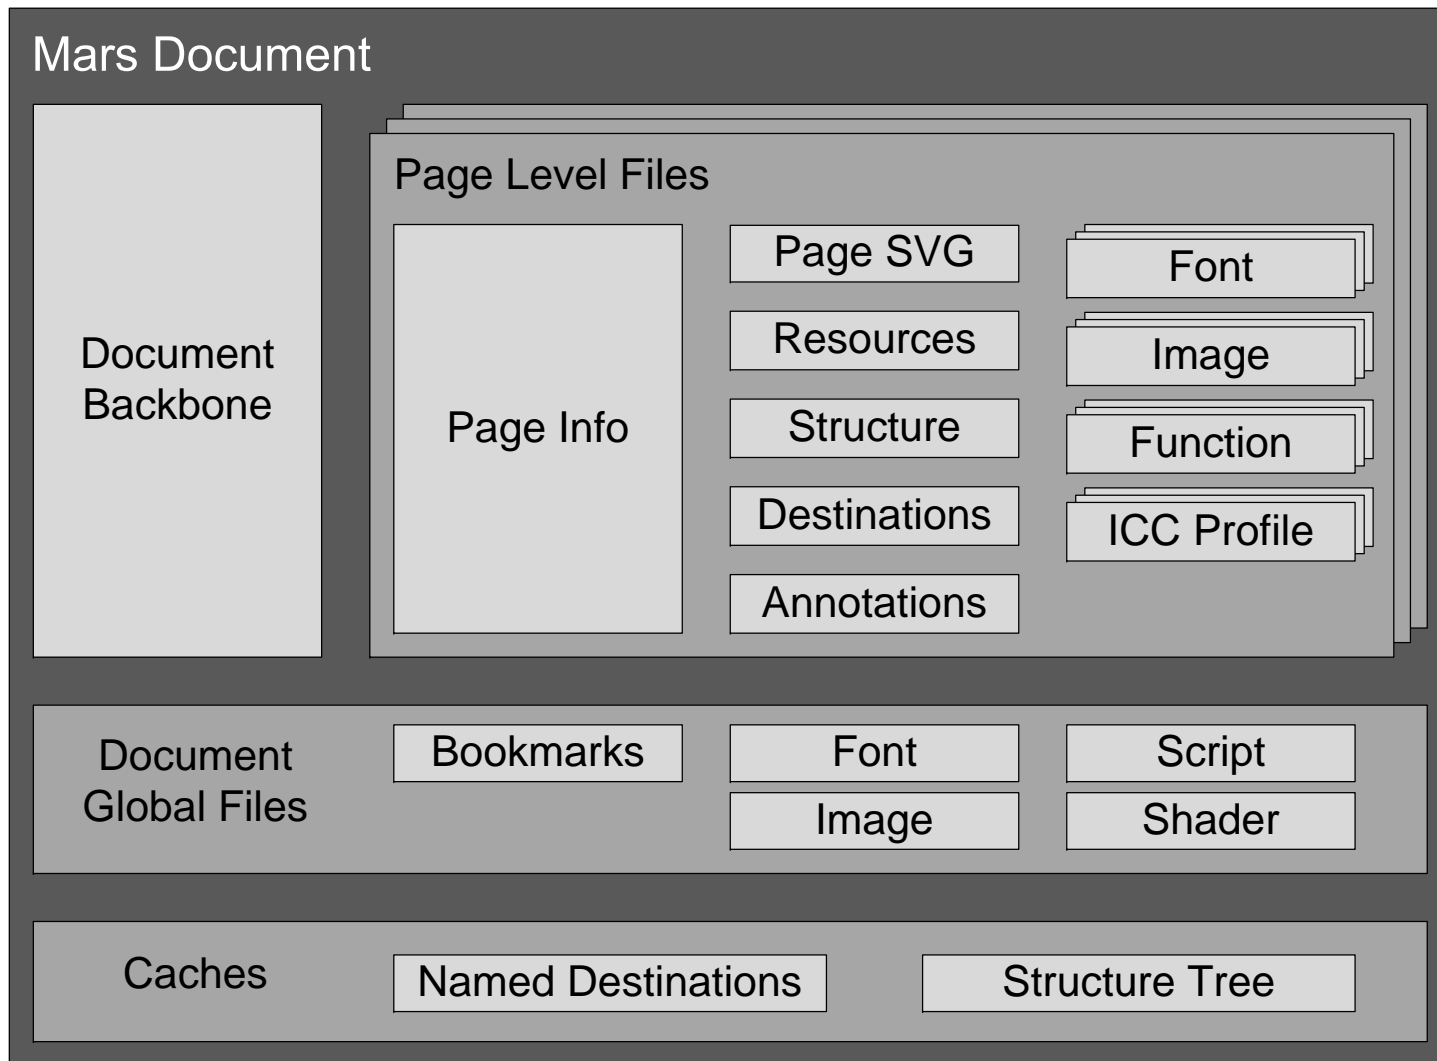 Mars Document
Document
Backbone
Page Level Files
Page Info
Page SVG
Resources
Structure
Destinations
Annotations
Font
Image
Function
ICC Profile
Document
Global Files
Bookmarks
Font
Image
Script
Shader
Caches
Named Destinations
Structure Tree